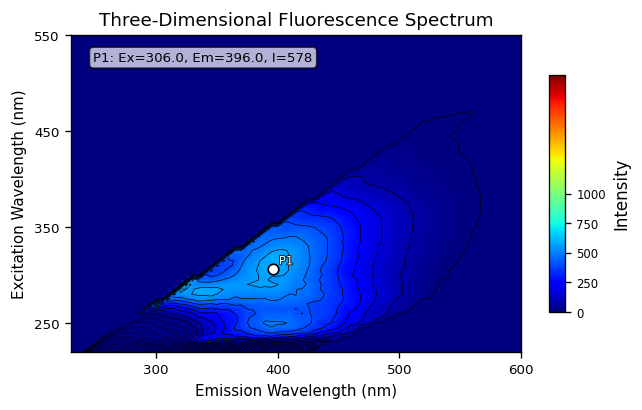 Three-Dimensional Fluorescence Spectrum
P1: Ex=306.0, Em=396.0, I=578
550
450
350
250
Excitation Wavelength (nm)
P1
300
400
500
600
Emission Wavelength (nm)
1000
750
500
250
0
Intensity